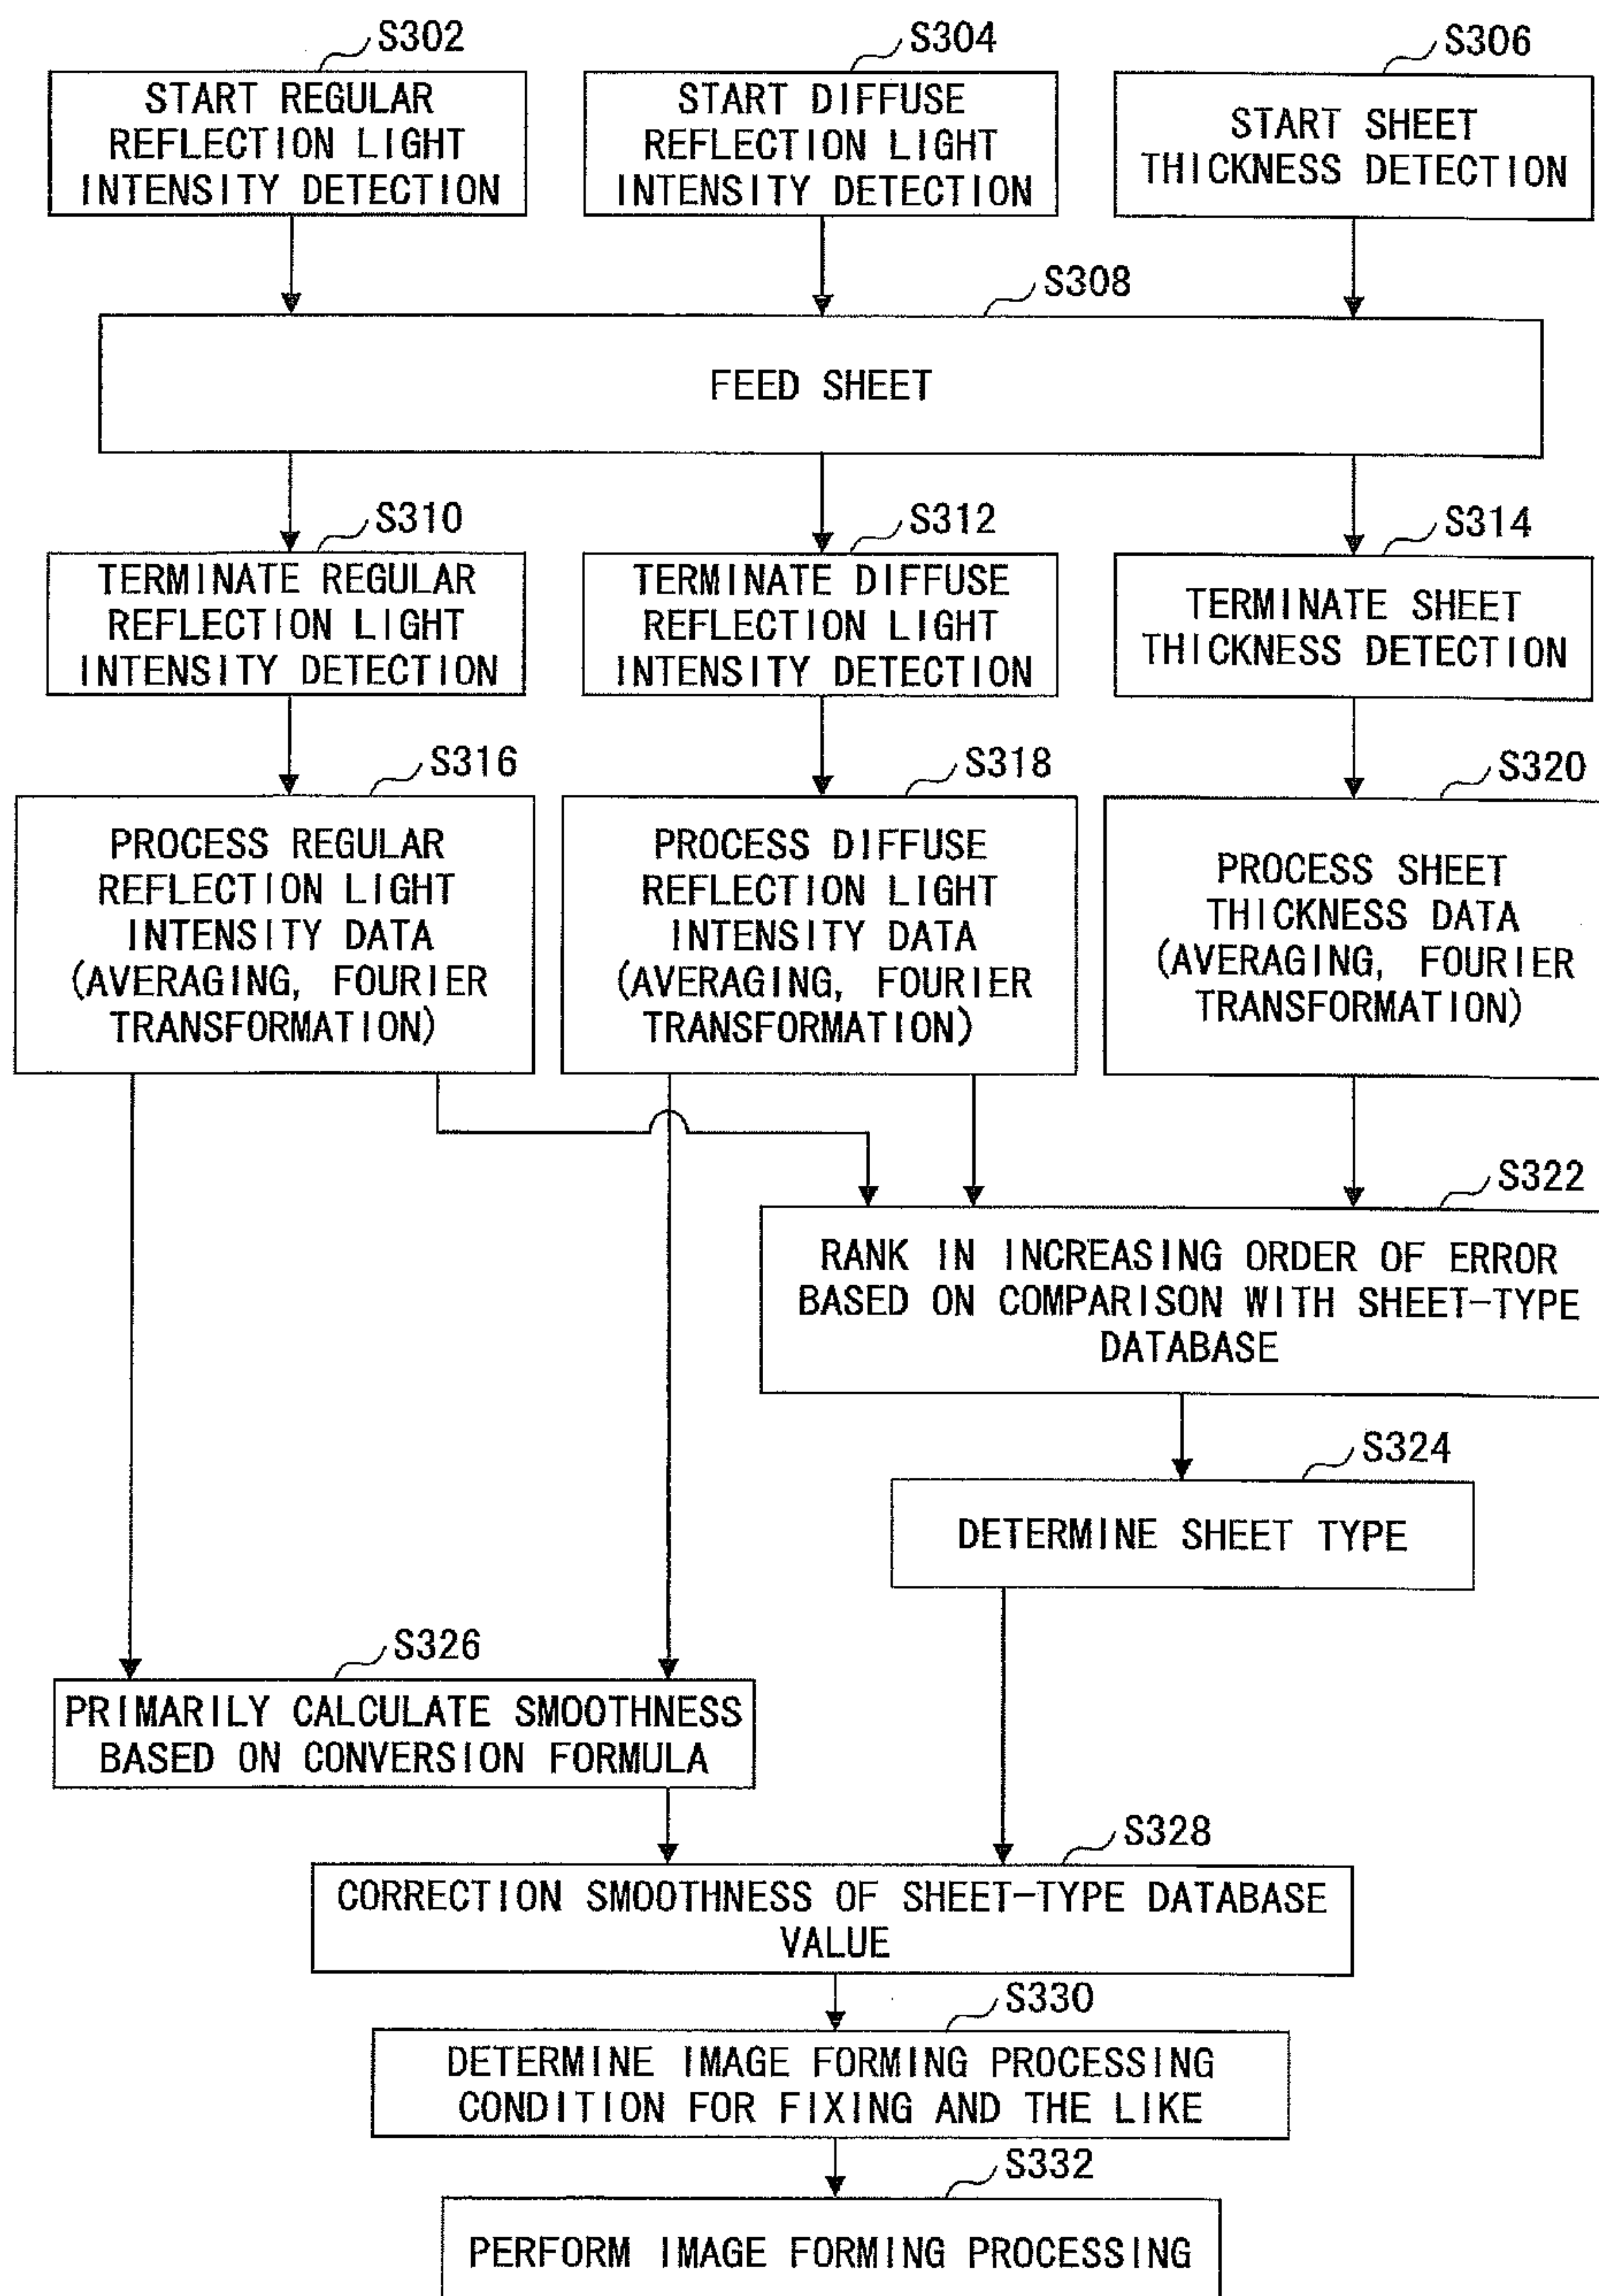 S302
START REGULAR
REFLECTION LIGHT
INTENSITY DETECTION
S304
START DIFFUSE
REFLECTION LIGHT
INTENSITY DETECTION
S306
START SHEET
THICKNESS DETECTION
S308
FEED SHEET
S310
TERMINATE REGULAR
REFLECTION LIGHT
INTENSITY DETECTION
S312
TERMINATE DIFFUSE
REFLECTION LIGHT
INTENSITY DETECTION
S314
TERMINATE SHEET
THICKNESS DETECTION
S316
PROCESS REGULAR
REFLECTION LIGHT
INTENSITY DATA
(AVERAGING, FOURIER
TRANSFORMATION)
S318
PROCESS DIFFUSE
REFLECTION LIGHT
INTENSITY DATA
(AVERAGING, FOURIER
TRANSFORMATION)
S320
PROCESS SHEET
THICKNESS DATA
(AVERAGING, FOURIER
TRANSFORMATION)
S322
RANK IN INCREASING ORDER OF ERROR
BASED ON COMPARISON WITH SHEET-TYPE
DATABASE
S324
DETERMINE SHEET TYPE
S326
PRIMARILY CALCULATE SMOOTHNESS
BASED ON CONVERSION FORMULA
S328
CORRECTION SMOOTHNESS OF SHEET-TYPE DATABASE
VALUE
S330
DETERMINE IMAGE FORMING PROCESSING
CONDITION FOR FIXING AND THE LIKE
S332
PERFORM IMAGE FORMING PROCESSING